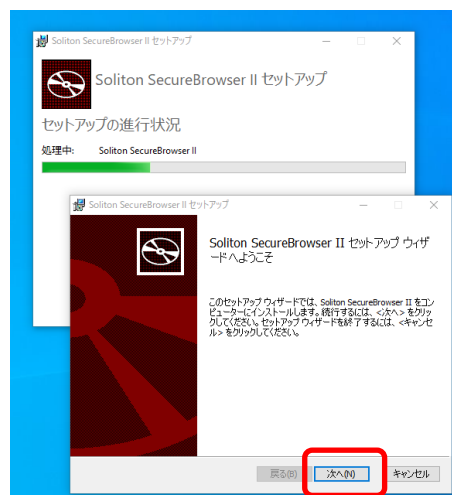 Soliton SecureBrowser II セットアップ
Soliton SecureBrowser II セットアップ
セットアップの進行状況
処理中: Soliton SecureBrowser II
Soliton SecureBrowser II セットアップ
Soliton SecureBrowser II セットアップ ウィザ
ードへようこそ
このセットアップ ウィザードでは、Soliton SecureBrowser II をコン
ピューターにインストールします。続行するには、<次へ> をクリッ
クしてください。セットアップ ウィザードを終了するには、<キャンセ
ル> をクリックしてください。
戻る(B) 次へ(N) キャンセル